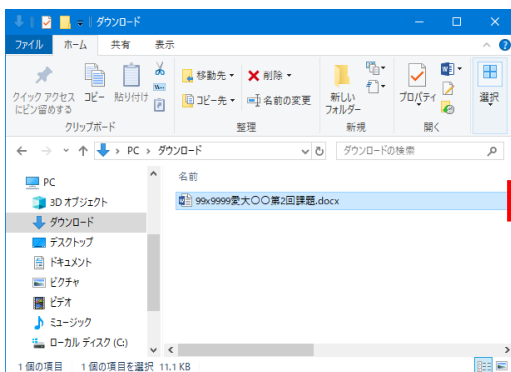 ダウンロード
ファイル ホーム 共有 表示
クイック アクセス
にピン留めする
コピー 貼り付け
移動先 削除
コピー先 名前の変更
新しい
フォルダー
プロパティ
選択
クリップボード 整理 新規 開く
PC › ダウンロード
ダウンロードの検索
名前
PC
3D オブジェクト
ダウンロード
デスクトップ
ドキュメント
ピクチャ
ビデオ
ミュージック
ローカル ディスク (C:)
99x9999愛大〇〇第2回課題.docx
1 個の項目 1 個の項目を選択 11.1 KB